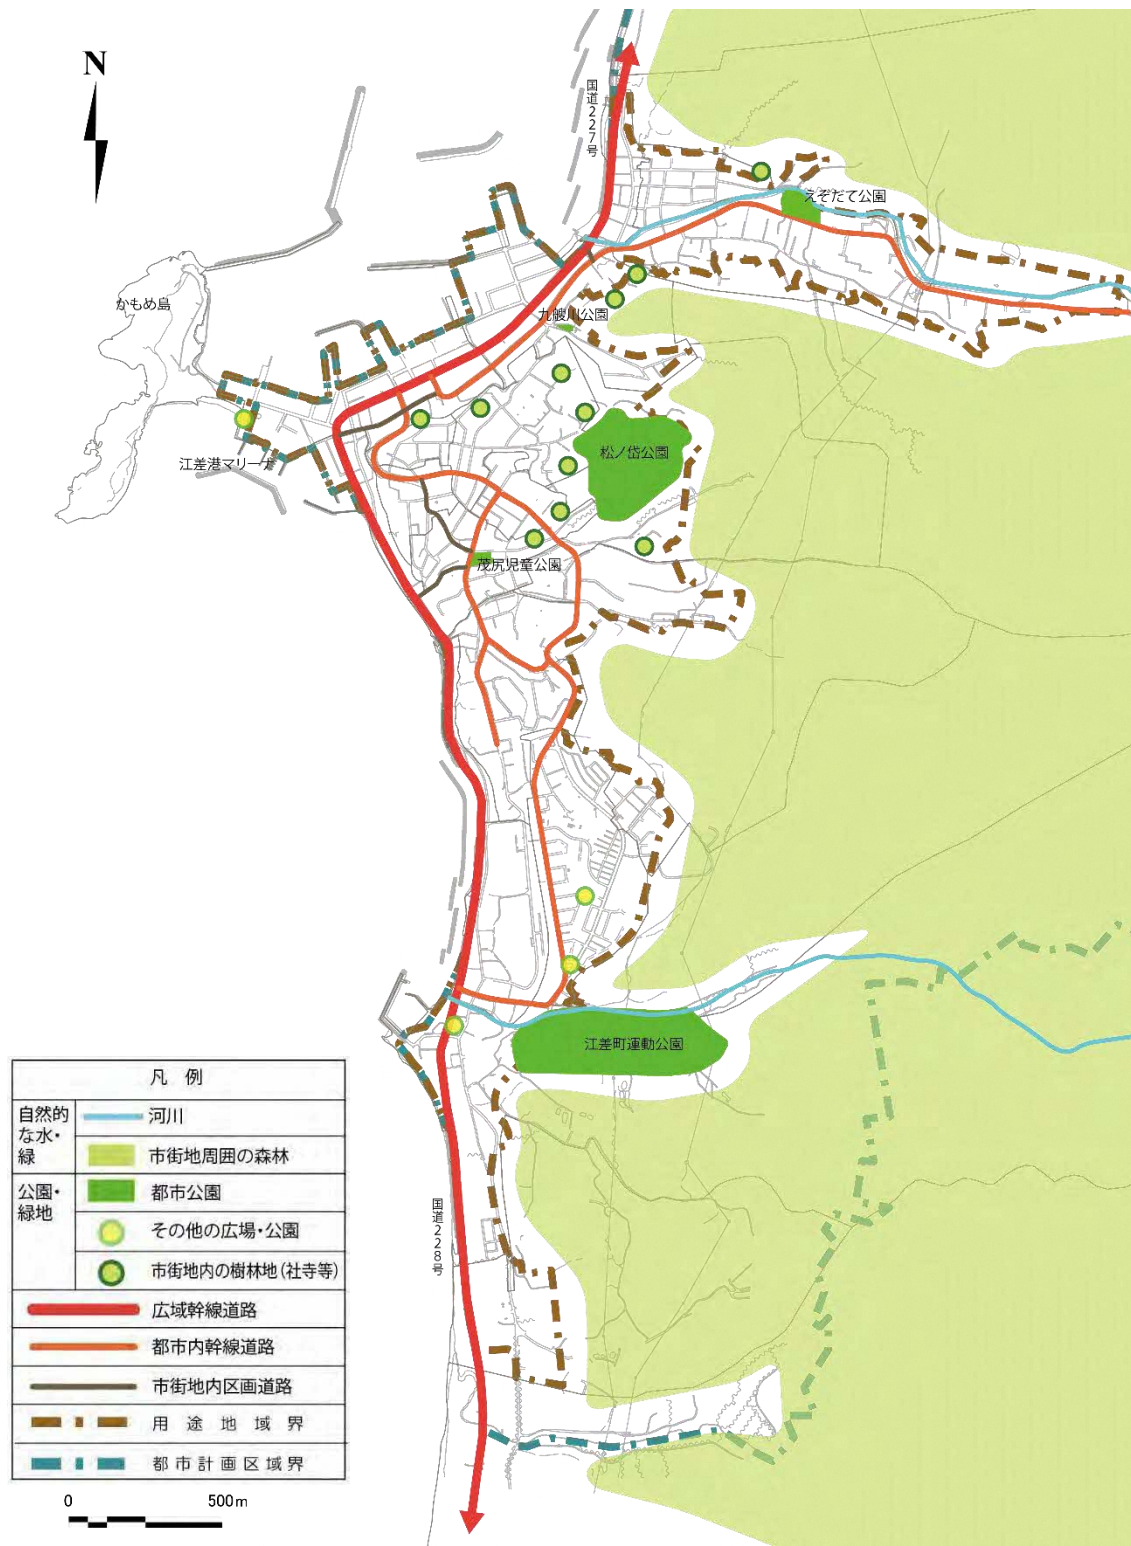 N
国道227号
えぞだて公園
かもめ島
九艘川公園
松ノ岱公園
江差港マリーナ
茂尻児童公園
江差町運動公園
国道228号
凡 例
自然的な水・緑
河川
市街地周囲の森林
公園・緑地
都市公園
その他の広場・公園
市街地内の樹林地(社寺等)
広域幹線道路
都市内幹線道路
市街地内区画道路
用途地域界
都市計画区域界
0 500m